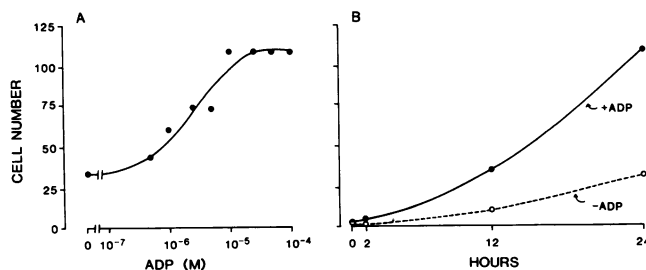 A
B
CELL NUMBER
125
100
75
50
25
0
0 10⁻⁷ 10⁻⁶ 10⁻⁵ 10⁻⁴
ADP (M)
+ADP
-ADP
0 2 12 24
HOURS